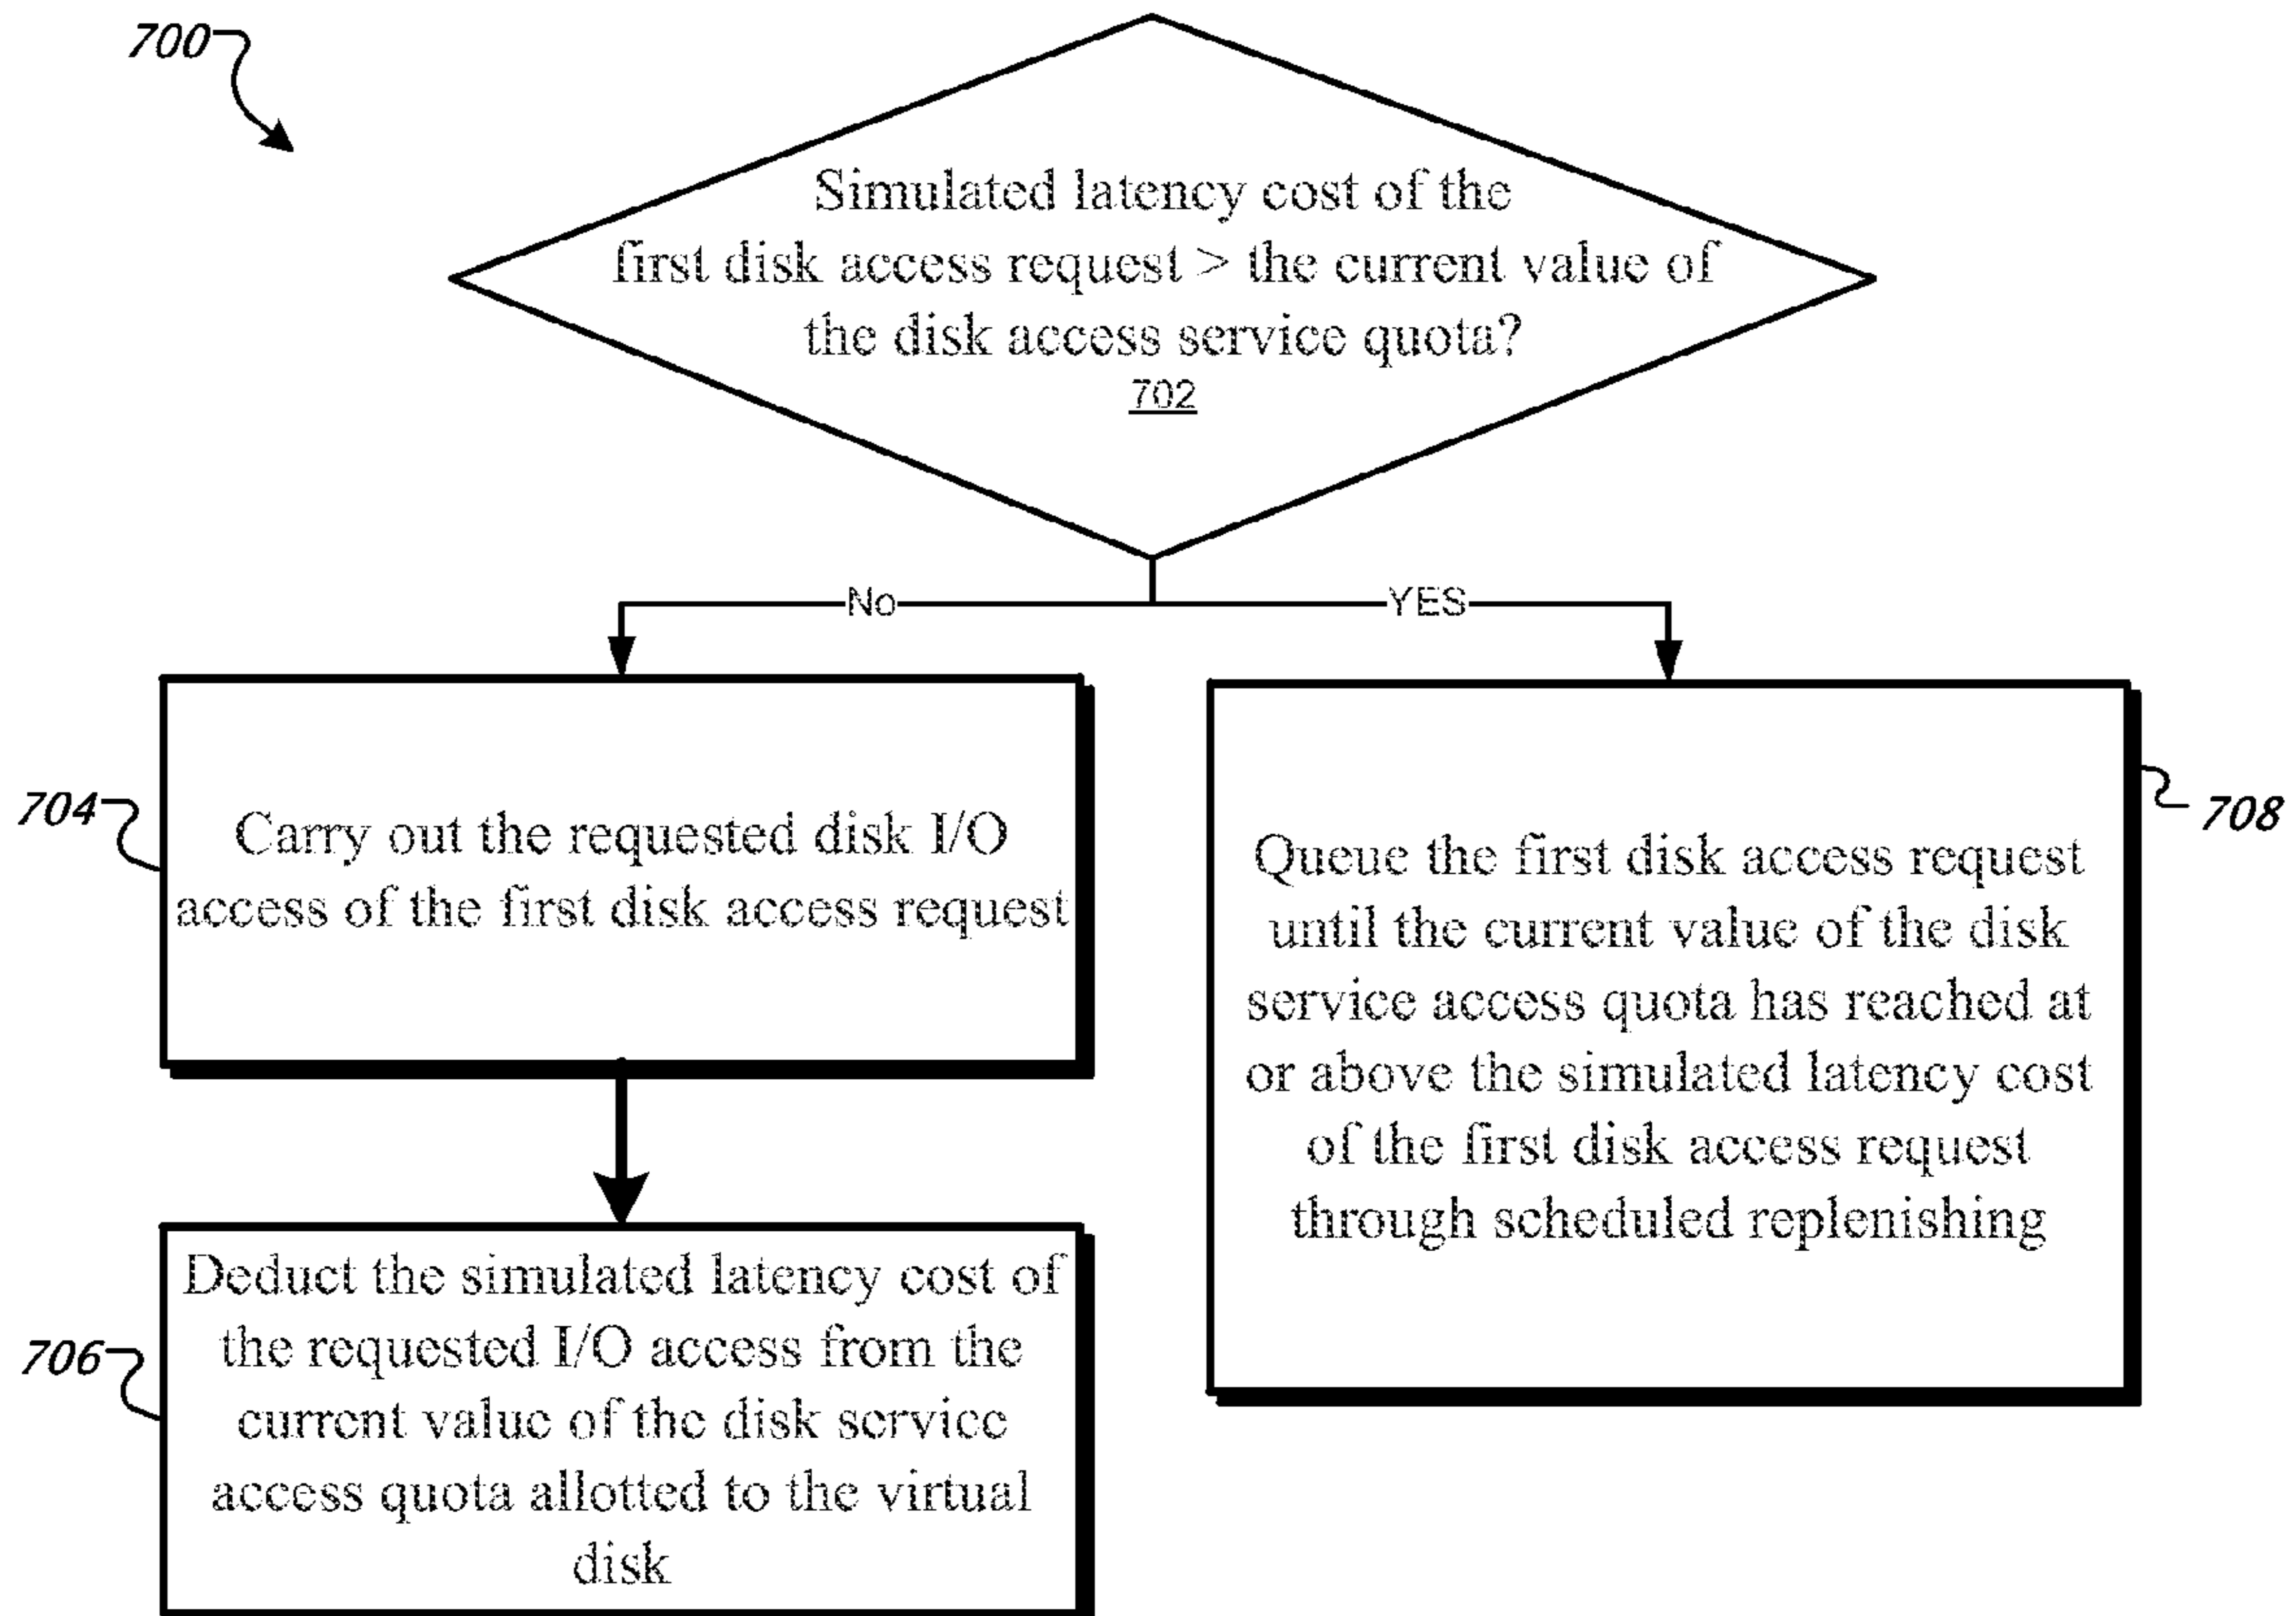 700
Simulated latency cost of the
first disk access request > the current value of
the disk access service quota?
702
No
YES
704
Carry out the requested disk I/O
access of the first disk access request
708
Queue the first disk access request
until the current value of the disk
service access quota has reached at
or above the simulated latency cost
of the first disk access request
through scheduled replenishing
706
Deduct the simulated latency cost of
the requested I/O access from the
current value of the disk service
access quota allotted to the virtual
disk